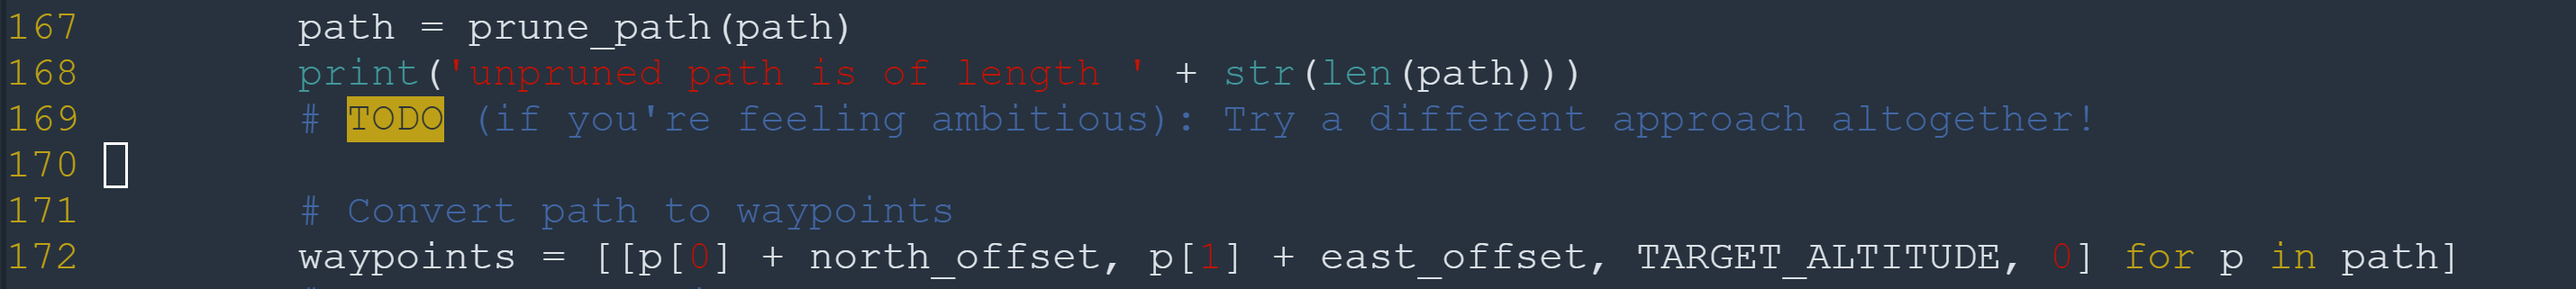 167         path = prune_path(path)
168         print('unpruned path is of length ' + str(len(path)))
169         # TODO (if you're feeling ambitious): Try a different approach altogether!
170
171         # Convert path to waypoints
172         waypoints = [[p[0] + north_offset, p[1] + east_offset, TARGET_ALTITUDE, 0] for p in path]